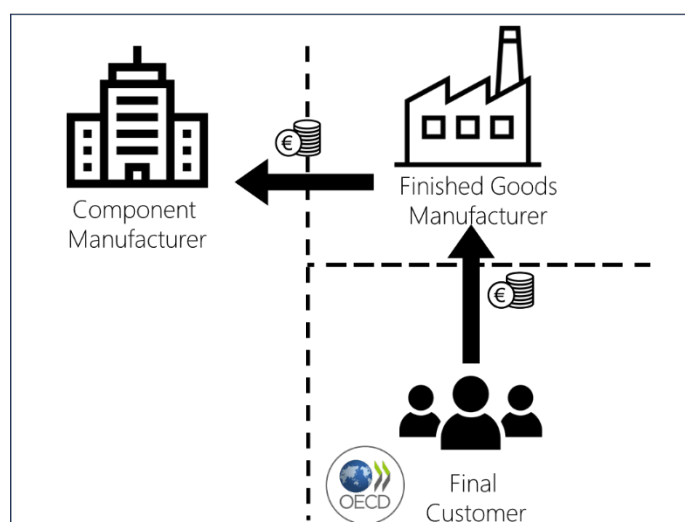 Component
Manufacturer
€
Finished Goods
Manufacturer
€
OECD
Final
Customer